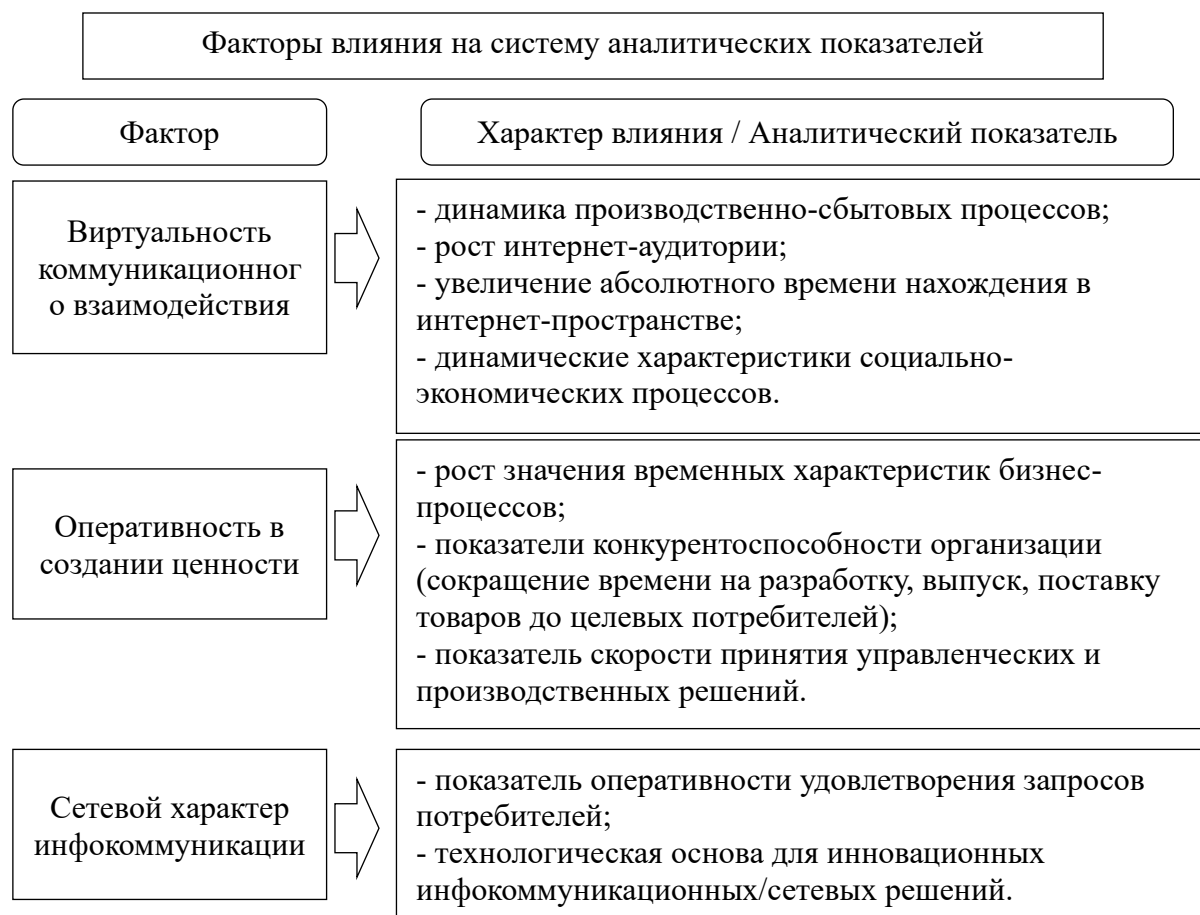 Факторы влияния на систему аналитических показателей
Фактор
Характер влияния / Аналитический показатель
Виртуальность
коммуникационног
о взаимодействия
- динамика производственно-сбытовых процессов;
- рост интернет-аудитории;
- увеличение абсолютного времени нахождения в
интернет-пространстве;
- динамические характеристики социально-
экономических процессов.
Оперативность в
создании ценности
- рост значения временных характеристик бизнес-
процессов;
- показатели конкурентоспособности организации
(сокращение времени на разработку, выпуск, поставку
товаров до целевых потребителей);
- показатель скорости принятия управленческих и
производственных решений.
Сетевой характер
инфокоммуникации
- показатель оперативности удовлетворения запросов
потребителей;
- технологическая основа для инновационных
инфокоммуникационных/сетевых решений.